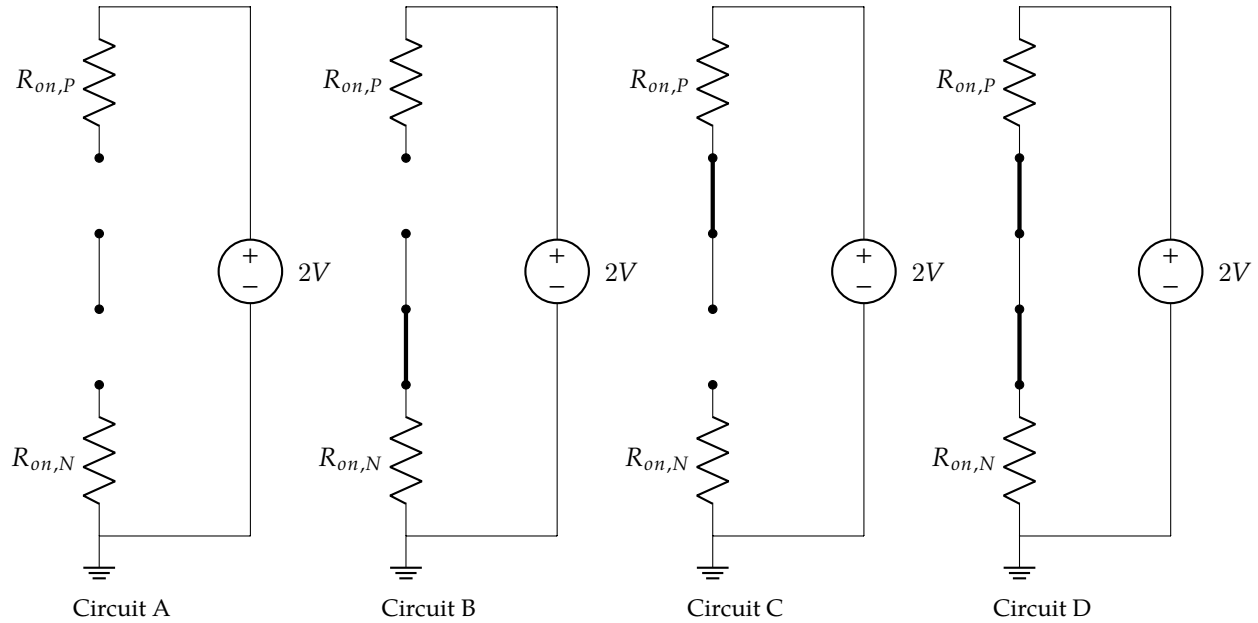 R_{on,P} R_{on,P} R_{on,P} R_{on,P}
+ + + +
− − − −
2V 2V 2V 2V
R_{on,N} R_{on,N} R_{on,N} R_{on,N}
Circuit A Circuit B Circuit C Circuit D